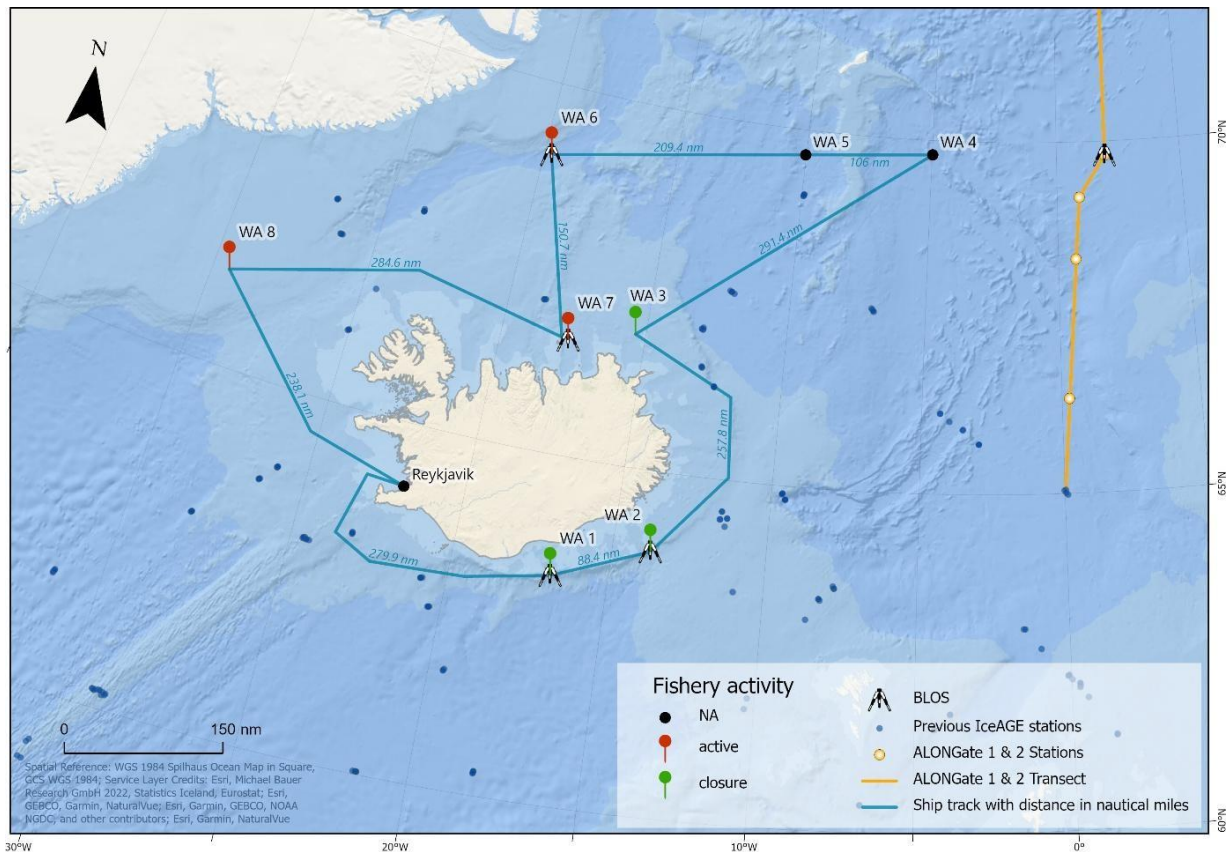 N
WA 6
209.4 nm
WA 5
106 nm
WA 4
70°N
150.7 nm
291.4 nm
WA 8
284.6 nm
WA 7
WA 3
238.1 nm
257.8 nm
Reykjavik
65°N
WA 2
WA 1
279.9 nm
88.4 nm
Fishery activity
NA
active
closure
BLOS
Previous IceAGE stations
ALONGate 1 & 2 Stations
ALONGate 1 & 2 Transect
Ship track with distance in nautical miles
0 150 nm
Spatial Reference: WGS 1984 Spilhaus Ocean Map in Square,
GCS WGS 1984; Service Layer Credits: Esri, Michael Bauer
Research GmbH 2022, Statistics Iceland, Eurostat; Esri,
GEBCO, Garmin, NaturalVue; Esri, Garmin, GEBCO, NOAA
NGDC, and other contributors; Esri, Garmin, NaturalVue
60°N
30°W
20°W
10°W
0°